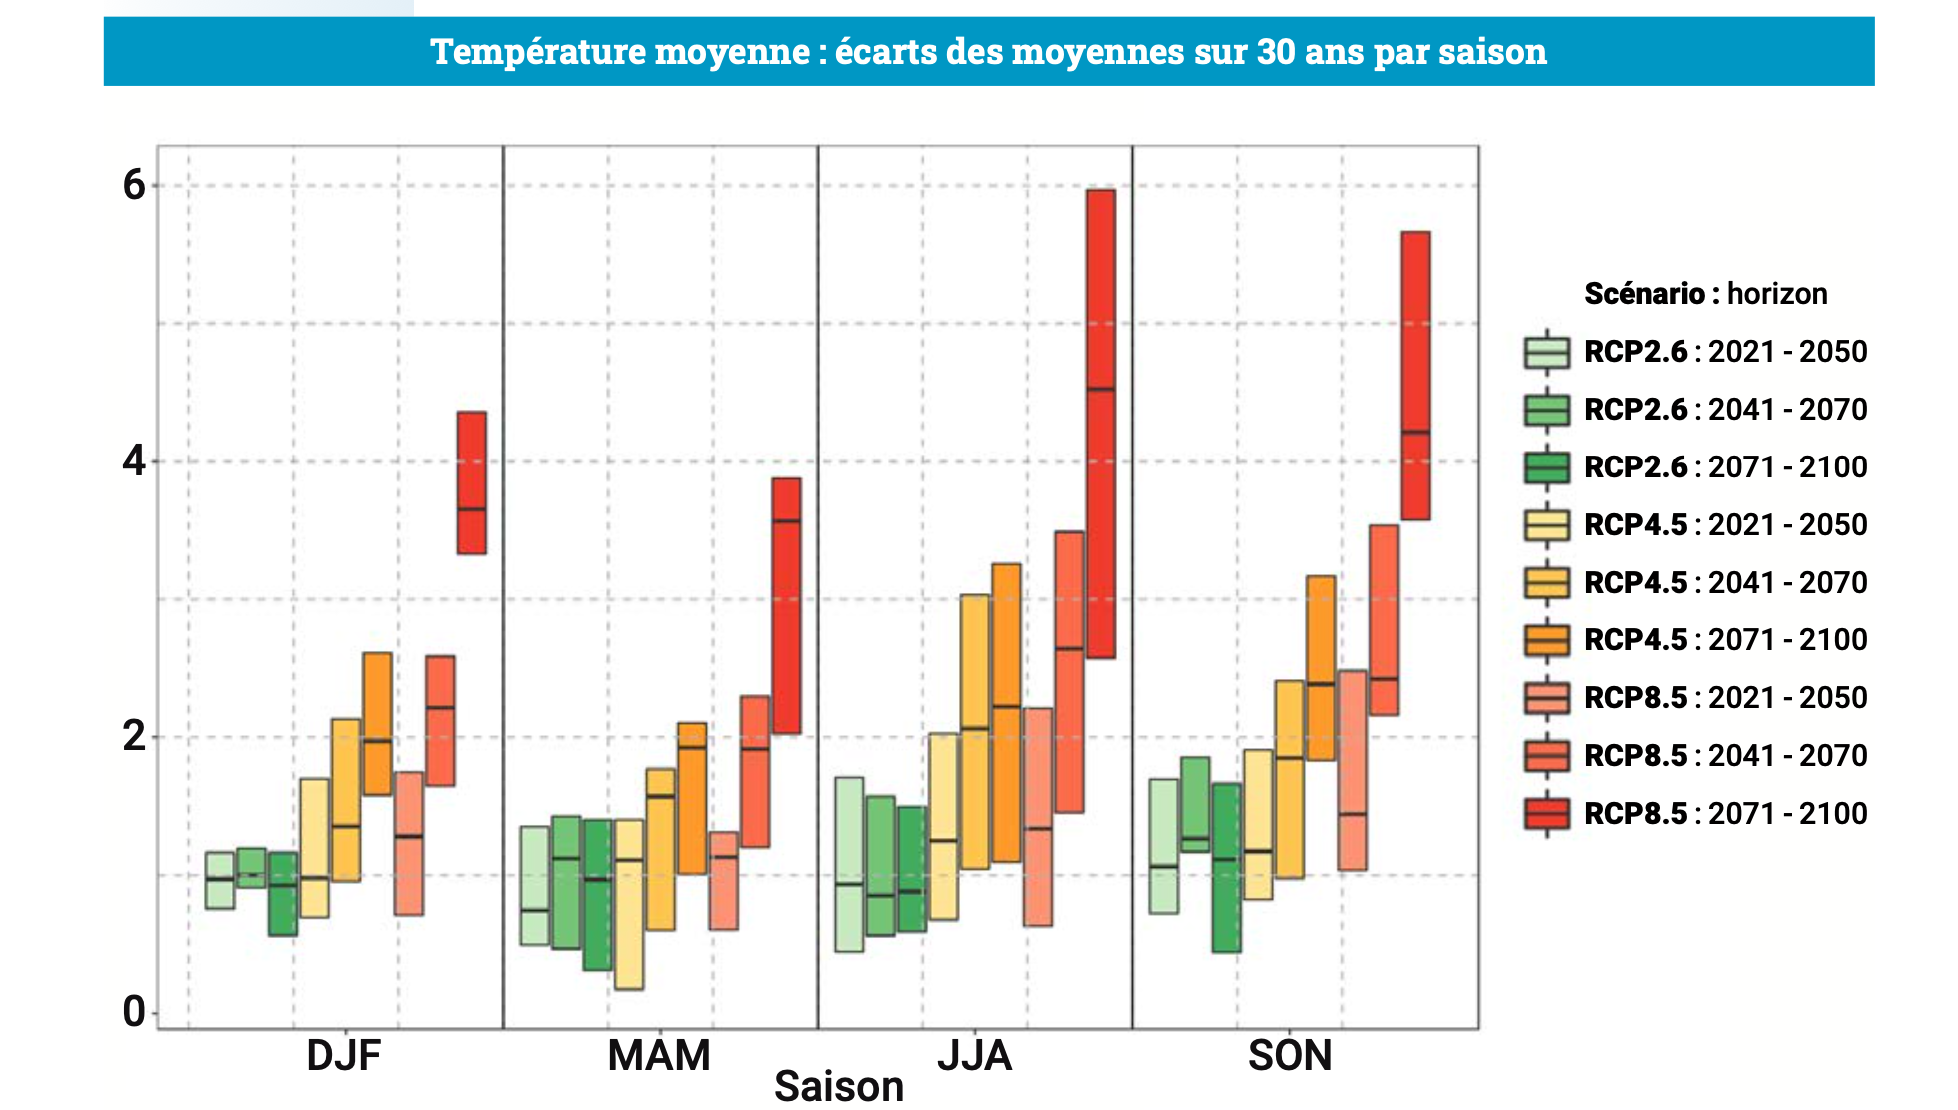 Température moyenne : écarts des moyennes sur 30 ans par saison
6
4
2
0
DJF MAM JJA SON
Saison
Scénario : horizon
RCP2.6 : 2021 - 2050
RCP2.6 : 2041 - 2070
RCP2.6 : 2071 - 2100
RCP4.5 : 2021 - 2050
RCP4.5 : 2041 - 2070
RCP4.5 : 2071 - 2100
RCP8.5 : 2021 - 2050
RCP8.5 : 2041 - 2070
RCP8.5 : 2071 - 2100